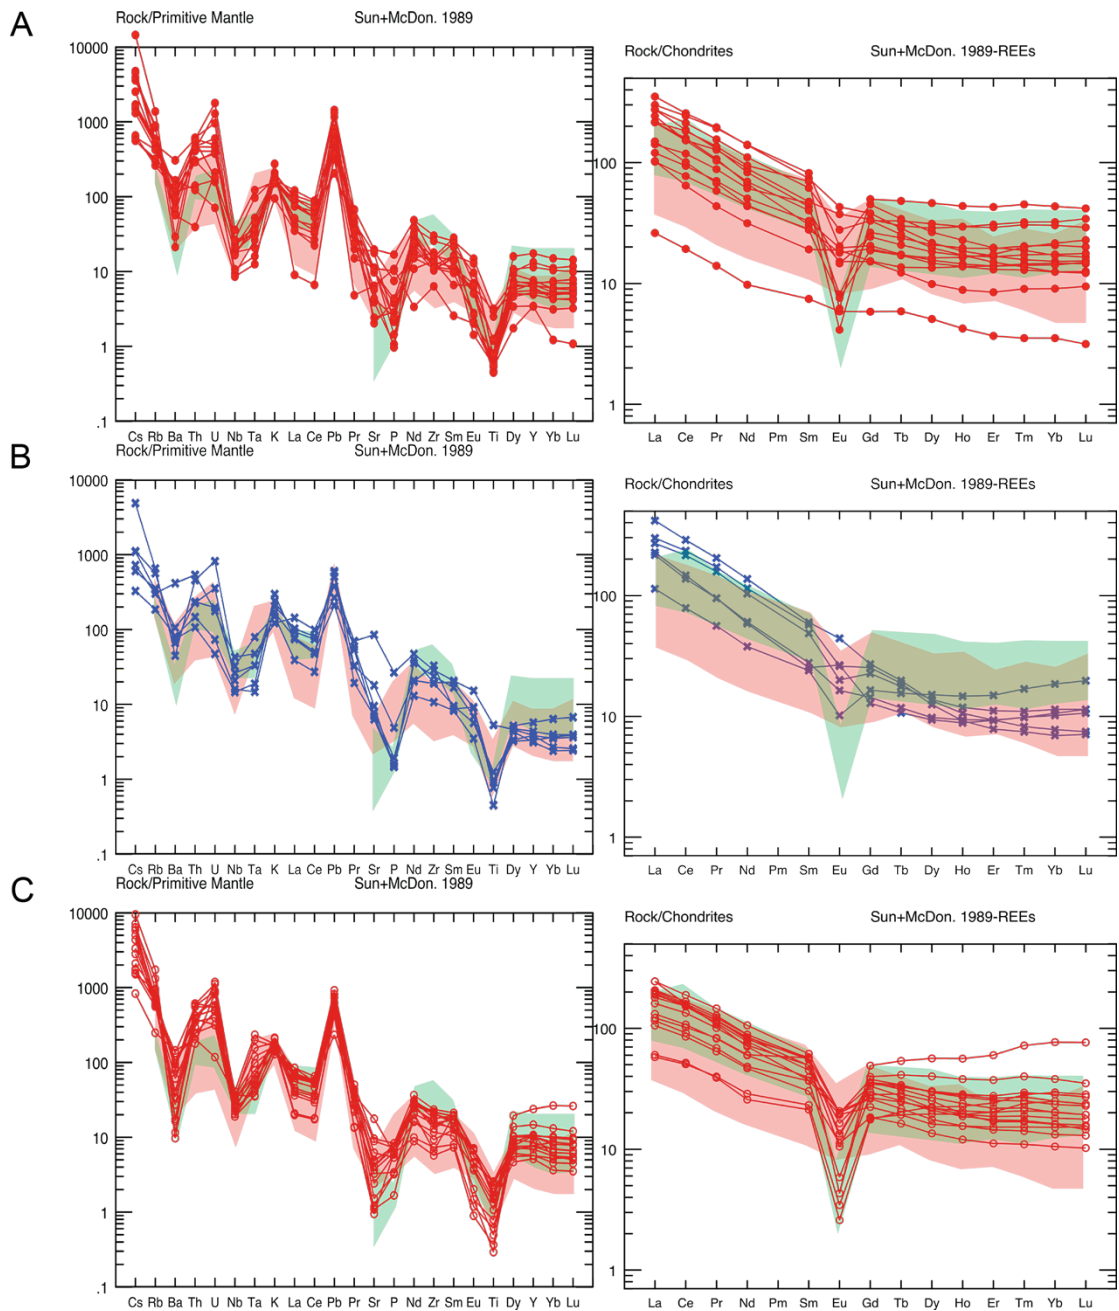 A
Rock/Primitive Mantle Sun+McDon. 1989
10000
1000
100
10
1
.1
Cs Rb Ba Th U Nb Ta K La Ce Pb Pr Sr P Nd Zr Sm Eu Ti Dy Y Yb Lu
Rock/Chondrites Sun+McDon. 1989-REEs
100
10
1
La Ce Pr Nd Pm Sm Eu Gd Tb Dy Ho Er Tm Yb Lu
B
Rock/Primitive Mantle Sun+McDon. 1989
10000
1000
100
10
1
.1
Cs Rb Ba Th U Nb Ta K La Ce Pb Pr Sr P Nd Zr Sm Eu Ti Dy Y Yb Lu
Rock/Chondrites Sun+McDon. 1989-REEs
100
10
1
La Ce Pr Nd Pm Sm Eu Gd Tb Dy Ho Er Tm Yb Lu
C
Rock/Primitive Mantle Sun+McDon. 1989
10000
1000
100
10
1
.1
Cs Rb Ba Th U Nb Ta K La Ce Pb Pr Sr P Nd Zr Sm Eu Ti Dy Y Yb Lu
Rock/Chondrites Sun+McDon. 1989-REEs
100
10
1
La Ce Pr Nd Pm Sm Eu Gd Tb Dy Ho Er Tm Yb Lu